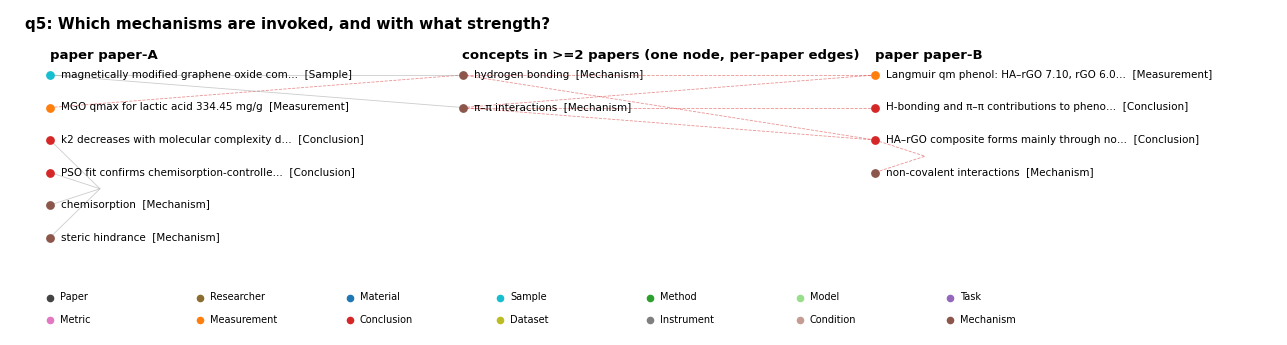 q5: Which mechanisms are invoked, and with what strength?
paper paper-A
concepts in >=2 papers (one node, per-paper edges)
paper paper-B
magnetically modified graphene oxide com... [Sample]
hydrogen bonding [Mechanism]
Langmuir qm phenol: HA–rGO 7.10, rGO 6.0... [Measurement]
MGO qmax for lactic acid 334.45 mg/g [Measurement]
π–π interactions [Mechanism]
H-bonding and π–π contributions to pheno... [Conclusion]
k2 decreases with molecular complexity d... [Conclusion]
HA–rGO composite forms mainly through no... [Conclusion]
PSO fit confirms chemisorption-controlle... [Conclusion]
non-covalent interactions [Mechanism]
chemisorption [Mechanism]
steric hindrance [Mechanism]
Paper
Researcher
Material
Sample
Method
Model
Task
Metric
Measurement
Conclusion
Dataset
Instrument
Condition
Mechanism